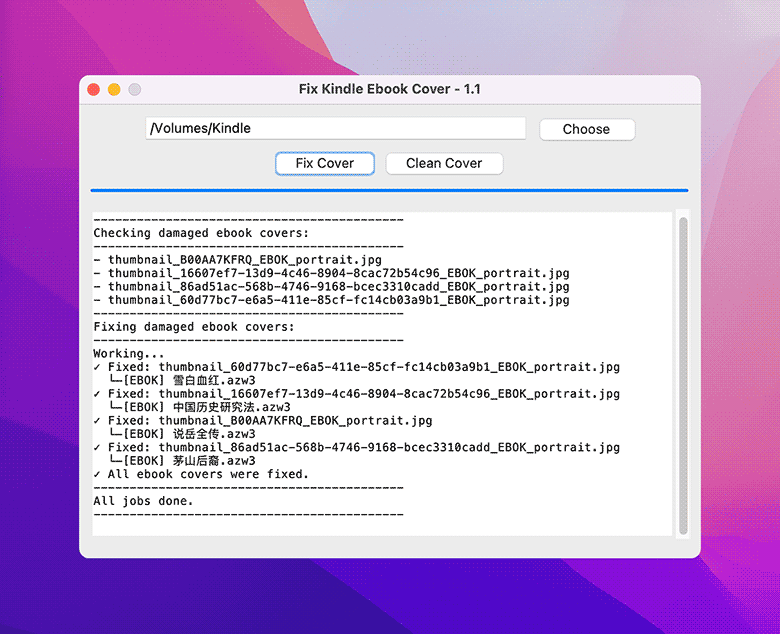 Fix Kindle Ebook Cover - 1.1
/Volumes/Kindle
Choose
Fix Cover
Clean Cover
-------------------------------------------
Checking damaged ebook covers:
-------------------------------------------
- thumbnail_B00AA7KFRQ_EBOK_portrait.jpg
- thumbnail_16607ef7-13d9-4c46-8904-8cac72b54c96_EBOK_portrait.jpg
- thumbnail_86ad51ac-568b-4746-9168-bcec3310cadd_EBOK_portrait.jpg
- thumbnail_60d77bc7-e6a5-411e-85cf-fc14cb03a9b1_EBOK_portrait.jpg
-------------------------------------------
Fixing damaged ebook covers:
-------------------------------------------
Working...
✓ Fixed: thumbnail_60d77bc7-e6a5-411e-85cf-fc14cb03a9b1_EBOK_portrait.jpg
└─[EBOK] 雪白血红.azw3
✓ Fixed: thumbnail_16607ef7-13d9-4c46-8904-8cac72b54c96_EBOK_portrait.jpg
└─[EBOK] 中国历史研究法.azw3
✓ Fixed: thumbnail_B00AA7KFRQ_EBOK_portrait.jpg
└─[EBOK] 说岳全传.azw3
✓ Fixed: thumbnail_86ad51ac-568b-4746-9168-bcec3310cadd_EBOK_portrait.jpg
└─[EBOK] 茅山后裔.azw3
✓ All ebook covers were fixed.
-------------------------------------------
All jobs done.
-------------------------------------------